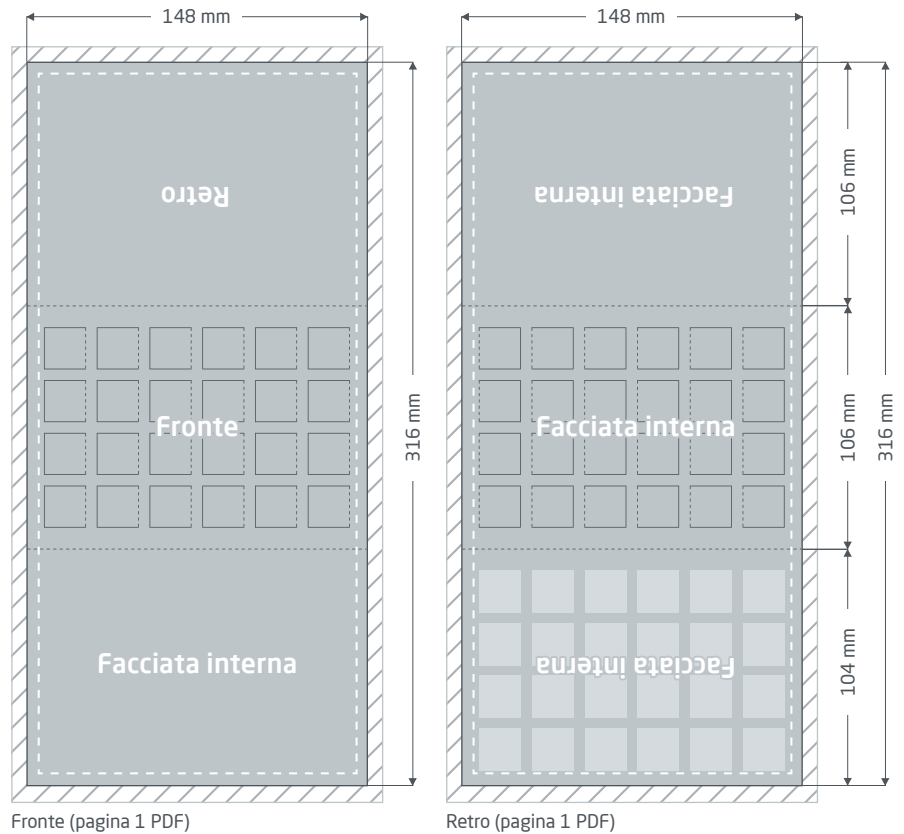 148 mm
148 mm
Retro
Facciata interna
106 mm
Fronte
Facciata interna
316 mm
106 mm
316 mm
Facciata interna
Facciata interna
104 mm
Fronte (pagina 1 PDF)
Retro (pagina 1 PDF)